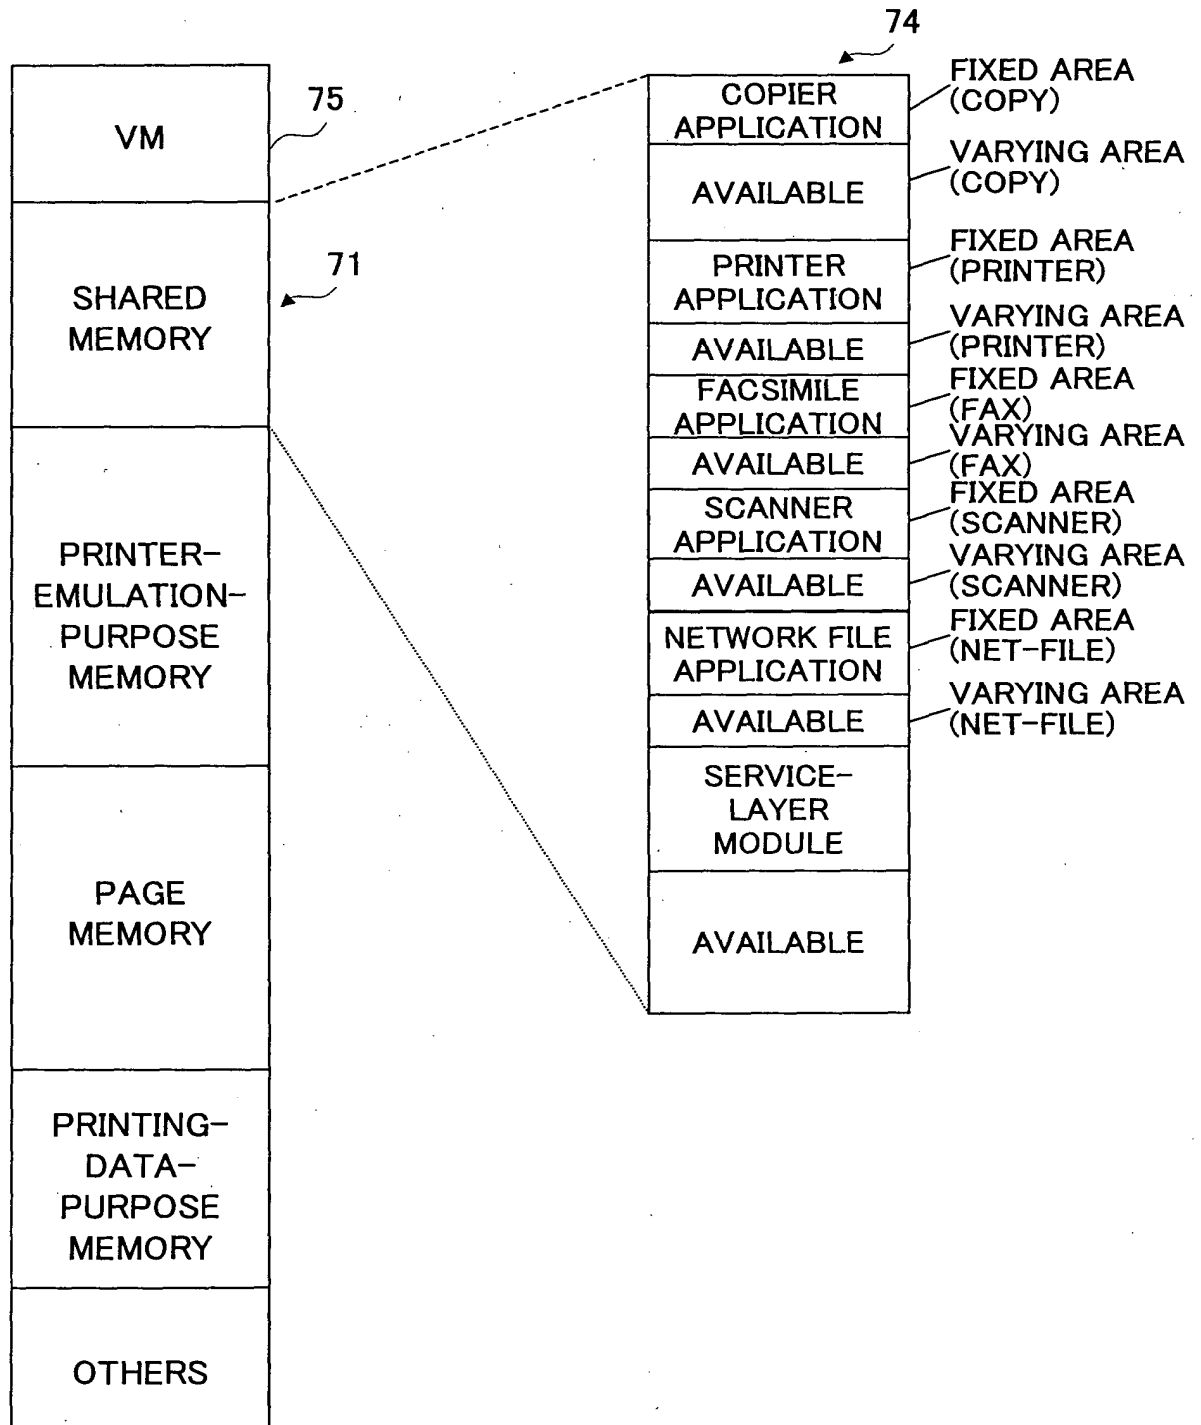 VM
75
SHARED
MEMORY
71
PRINTER-
EMULATION-
PURPOSE
MEMORY
PAGE
MEMORY
PRINTING-
DATA-
PURPOSE
MEMORY
OTHERS
74
COPIER
APPLICATION
FIXED AREA
(COPY)
AVAILABLE
VARYING AREA
(COPY)
PRINTER
APPLICATION
FIXED AREA
(PRINTER)
AVAILABLE
VARYING AREA
(PRINTER)
FACSIMILE
APPLICATION
FIXED AREA
(FAX)
AVAILABLE
VARYING AREA
(FAX)
SCANNER
APPLICATION
FIXED AREA
(SCANNER)
AVAILABLE
VARYING AREA
(SCANNER)
NETWORK FILE
APPLICATION
FIXED AREA
(NET-FILE)
AVAILABLE
VARYING AREA
(NET-FILE)
SERVICE-
LAYER
MODULE
AVAILABLE